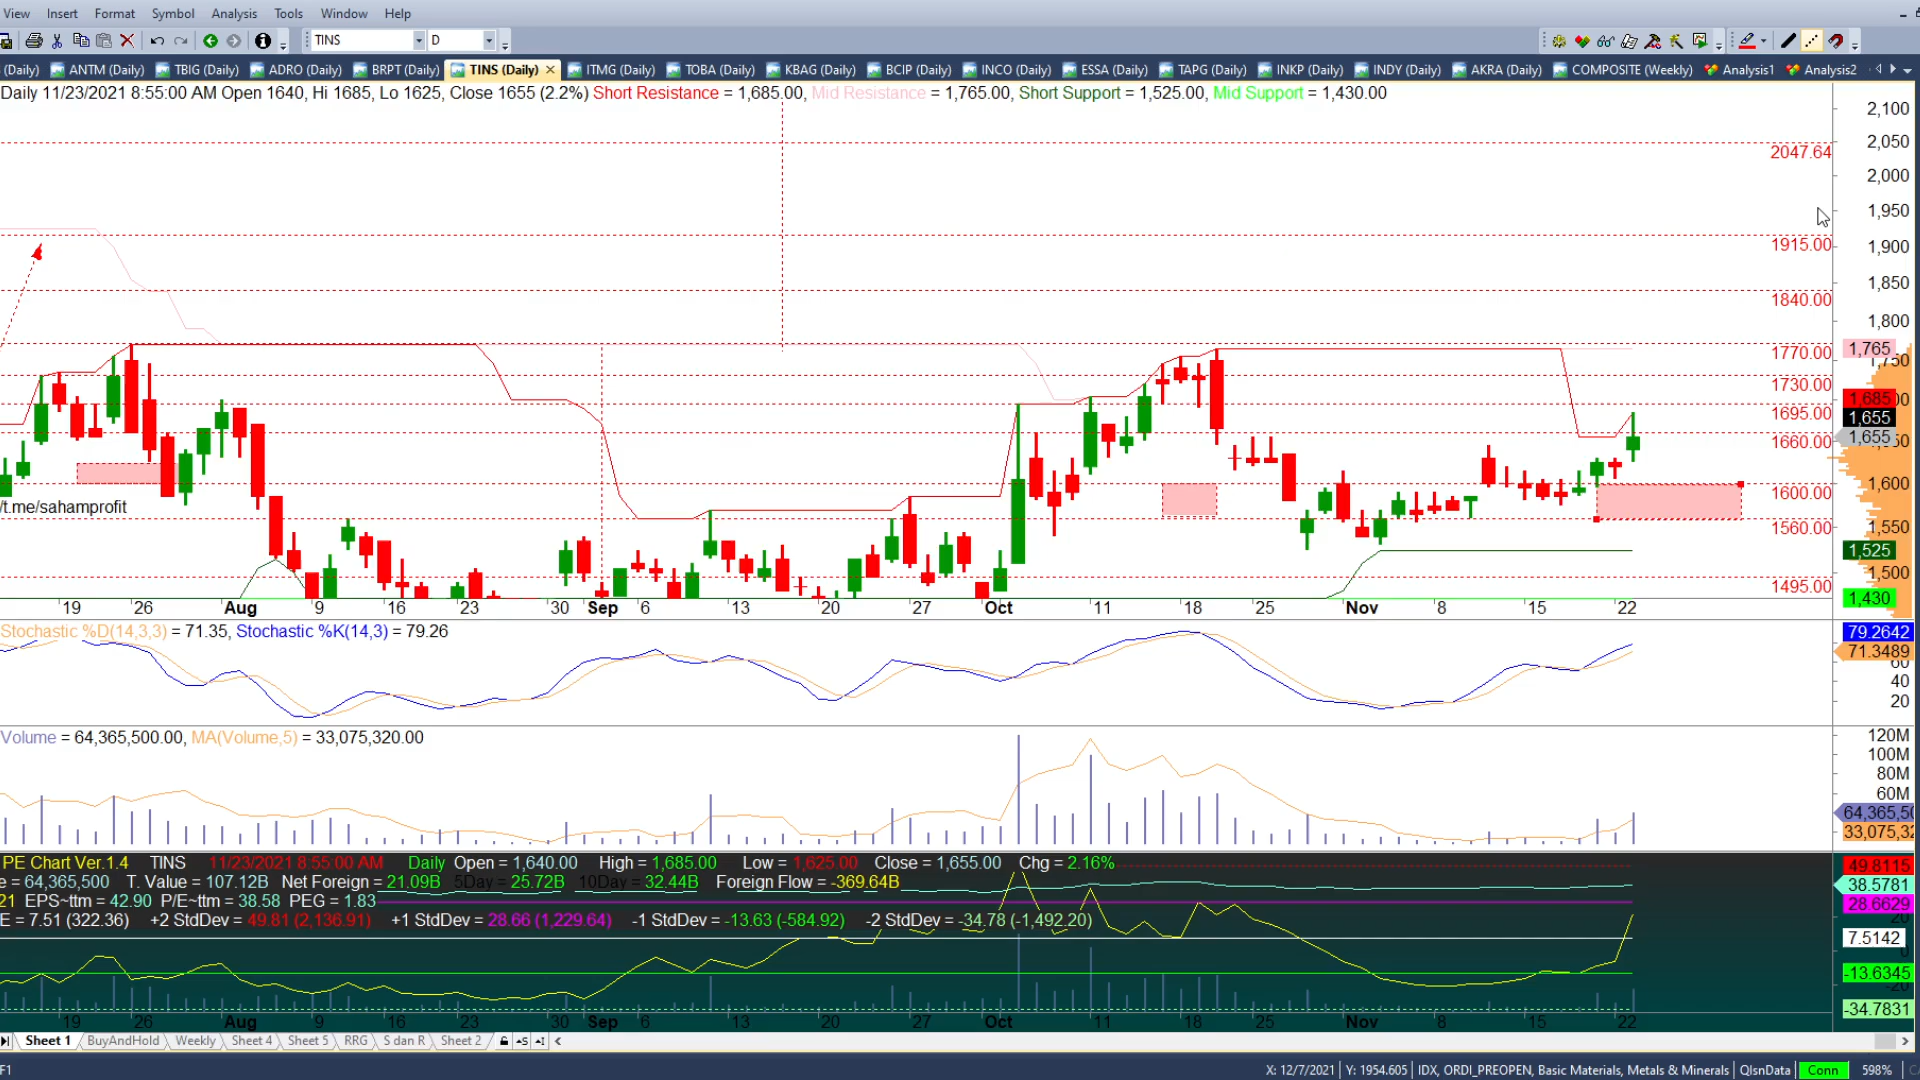 View Insert Format Analysis Symbol Analysis Tools Window Help
TINS D
(Daily) ANTM (Daily) TBIG (Daily) ADRO (Daily) BRPT (Daily) TINS (Daily) ITMG (Daily) TOBA (Daily) KBAG (Daily) BCIP (Daily) INCO (Daily) ESSA (Daily) TAPG (Daily) INKP (Daily) INDY (Daily) AKRA (Daily) COMPOSITE (Weekly) Analysis1 Analysis2
Daily 11/23/2021 8:55:00 AM Open 1640, Hi 1685, Lo 1625, Close 1655 (2.2%) Short Resistance = 1,685.00, Mid Resistance = 1,765.00, Short Support = 1,525.00, Mid Support = 1,430.00
2,100
2047.64 2,050
2,000
1,950
1915.00 1,900
1,850
1840.00
1,800
1770.00 1,765
1,750
1730.00
1,685
1695.00 1,655
1660.00 1,655
1600.00 1,600
/t.me/sahamprofit
1560.00 1,550
1,525
1,500
1495.00
1,430
19 26 Aug 9 16 23 30 Sep 6 13 20 27 Oct 11 18 25 Nov 8 15 22
Stochastic %D(14,3,3) = 71.35, Stochastic %K(14,3) = 79.26
79.2642
71.3489
60
40
20
Volume = 64,365,500.00, MA(Volume,5) = 33,075,320.00
120M
100M
80M
60M
64,365,50
33,075,32
PE Chart Ver.1.4 TINS 11/23/2021 8:55:00 AM Daily Open = 1,640.00 High = 1,685.00 Low = 1,625.00 Close = 1,655.00 Chg = 2.16%
e = 64,365,500 T. Value = 107.12B Net Foreign = 21.09B 5Day = 25.72B 10Day = 32.44B Foreign Flow = -369.64B
21 EPS~ttm = 42.90 P/E~ttm = 38.58 PEG = 1.83
E = 7.51 (322.36) +2 StdDev = 49.81 (2,136.91) +1 StdDev = 28.66 (1,229.64) -1 StdDev = -13.63 (-584.92) -2 StdDev = -34.78 (-1,492.20)
49.8115
38.5781
28.6629
20
7.5142
0
-13.6345
-20
-34.7831
19 26 Aug 9 16 23 30 Sep 6 13 20 27 Oct 11 18 25 Nov 8 15 22
Sheet 1 BuyAndHold Weekly Sheet 4 Sheet 5 RRG S dan R Sheet 2
F1 X: 12/7/2021 Y: 1954.605 IDX, ORDI_PREOPEN, Basic Materials, Metals & Minerals QlsnData Conn 598%